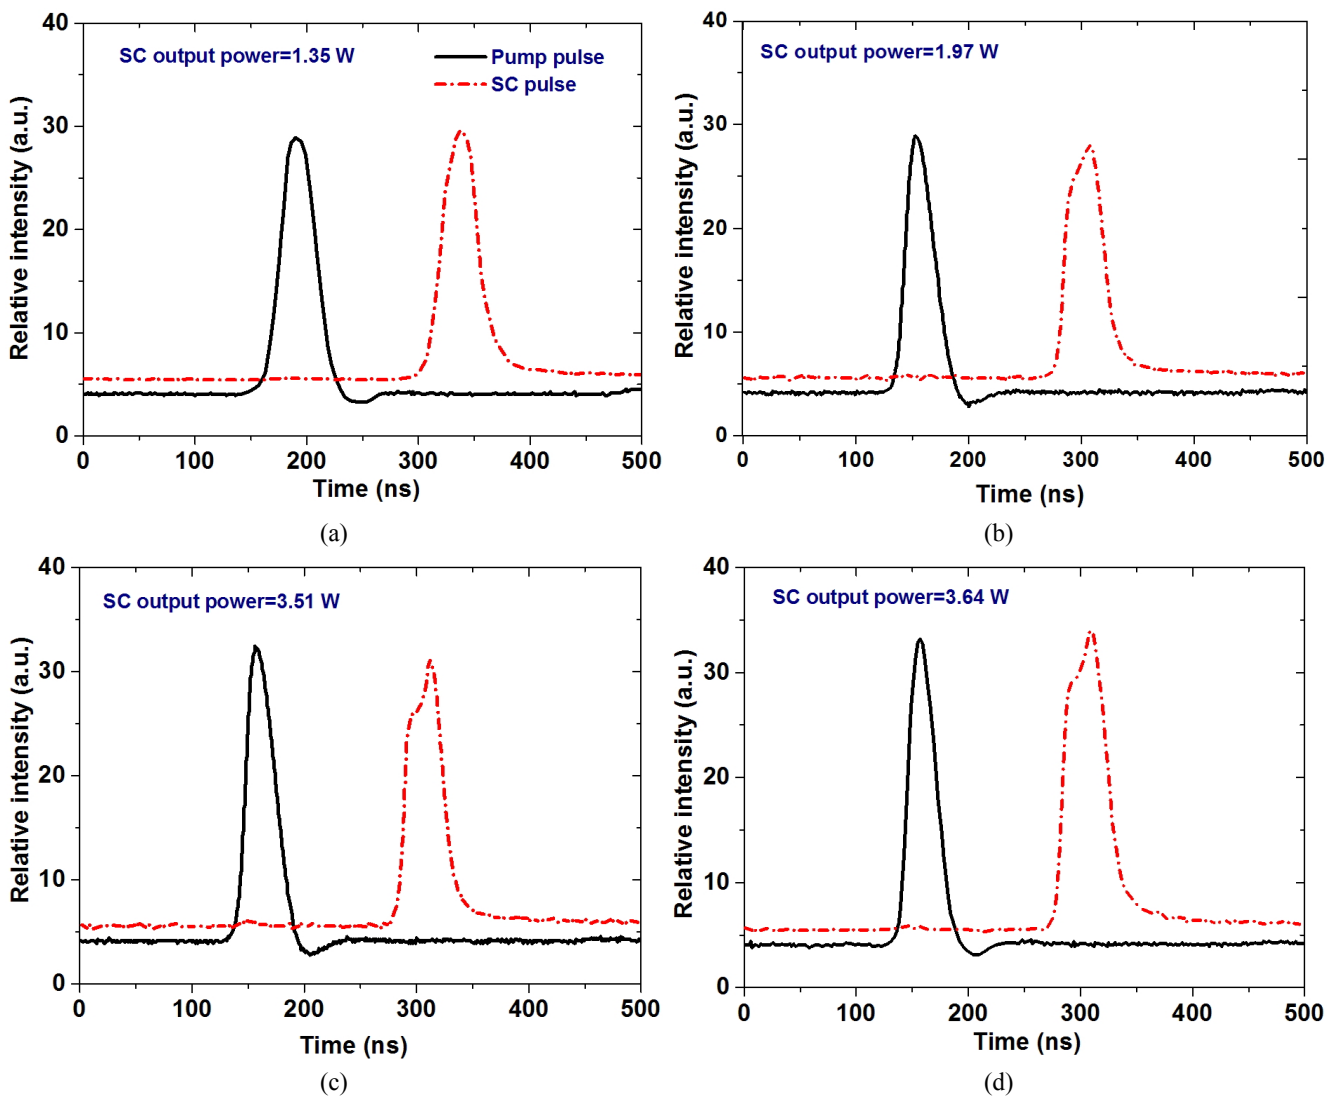 SC output power=1.35 W
Pump pulse
SC pulse
Relative intensity (a.u.)
40
30
20
10
0
0 100 200 300 400 500
Time (ns)
(a)
SC output power=1.97 W
Relative intensity (a.u.)
40
30
20
10
0
0 100 200 300 400 500
Time (ns)
(b)
SC output power=3.51 W
Relative intensity (a.u.)
40
30
20
10
0
0 100 200 300 400 500
Time (ns)
(c)
SC output power=3.64 W
Relative intensity (a.u.)
40
30
20
10
0
0 100 200 300 400 500
Time (ns)
(d)